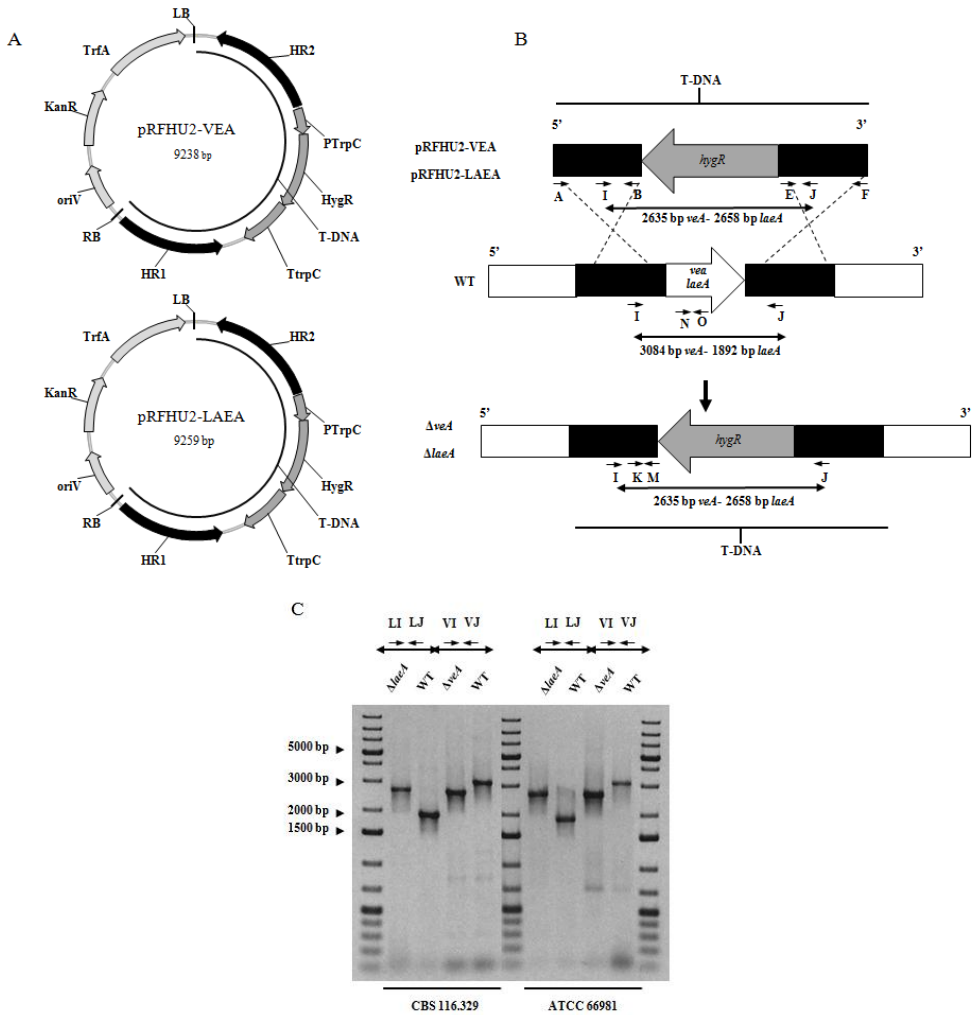 A
LB
TrfA
HR2
KanR
pRFHU2-VEA
9238 bp
PTrpC
oriV
HygR
RB
T-DNA
HR1
TtrpC
LB
TrfA
HR2
KanR
pRFHU2-LAEA
9259 bp
PTrpC
oriV
HygR
RB
T-DNA
HR1
TtrpC
B
T-DNA
5’ 3’
pRFHU2-VEA
pRFHU2-LAEA
hygR
A I B E J F
2635 bp veA- 2658 bp laeA
5’ 3’
WT
vea
laeA
I N O J
3084 bp veA- 1892 bp laeA
5’ 3’
ΔveA
ΔlaeA
hygR
I K M J
2635 bp veA- 2658 bp laeA
T-DNA
C
LI LJ VI VJ LI LJ VI VJ
ΔlaeA WT ΔveA WT ΔlaeA WT ΔveA WT
5000 bp
3000 bp
2000 bp
1500 bp
CBS 116.329 ATCC 66981